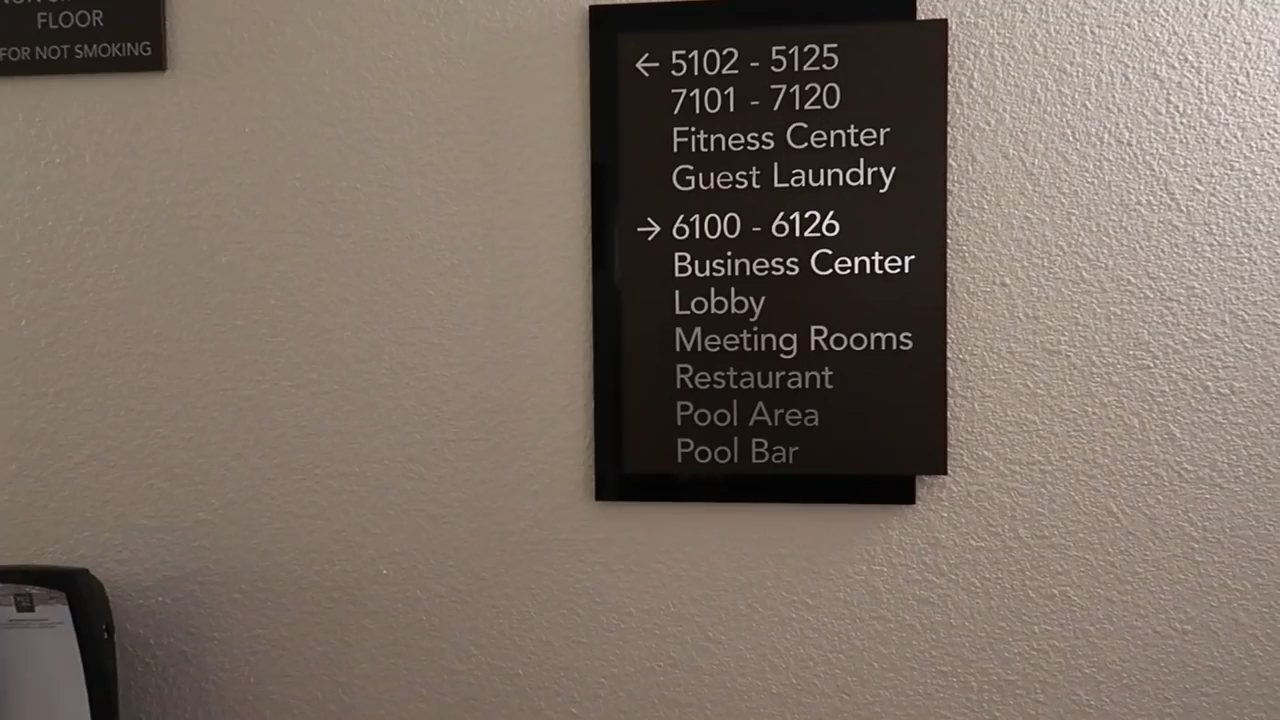 FLOOR
FOR NOT SMOKING
← 5102 - 5125
7101 - 7120
Fitness Center
Guest Laundry
→ 6100 - 6126
Business Center
Lobby
Meeting Rooms
Restaurant
Pool Area
Pool Bar